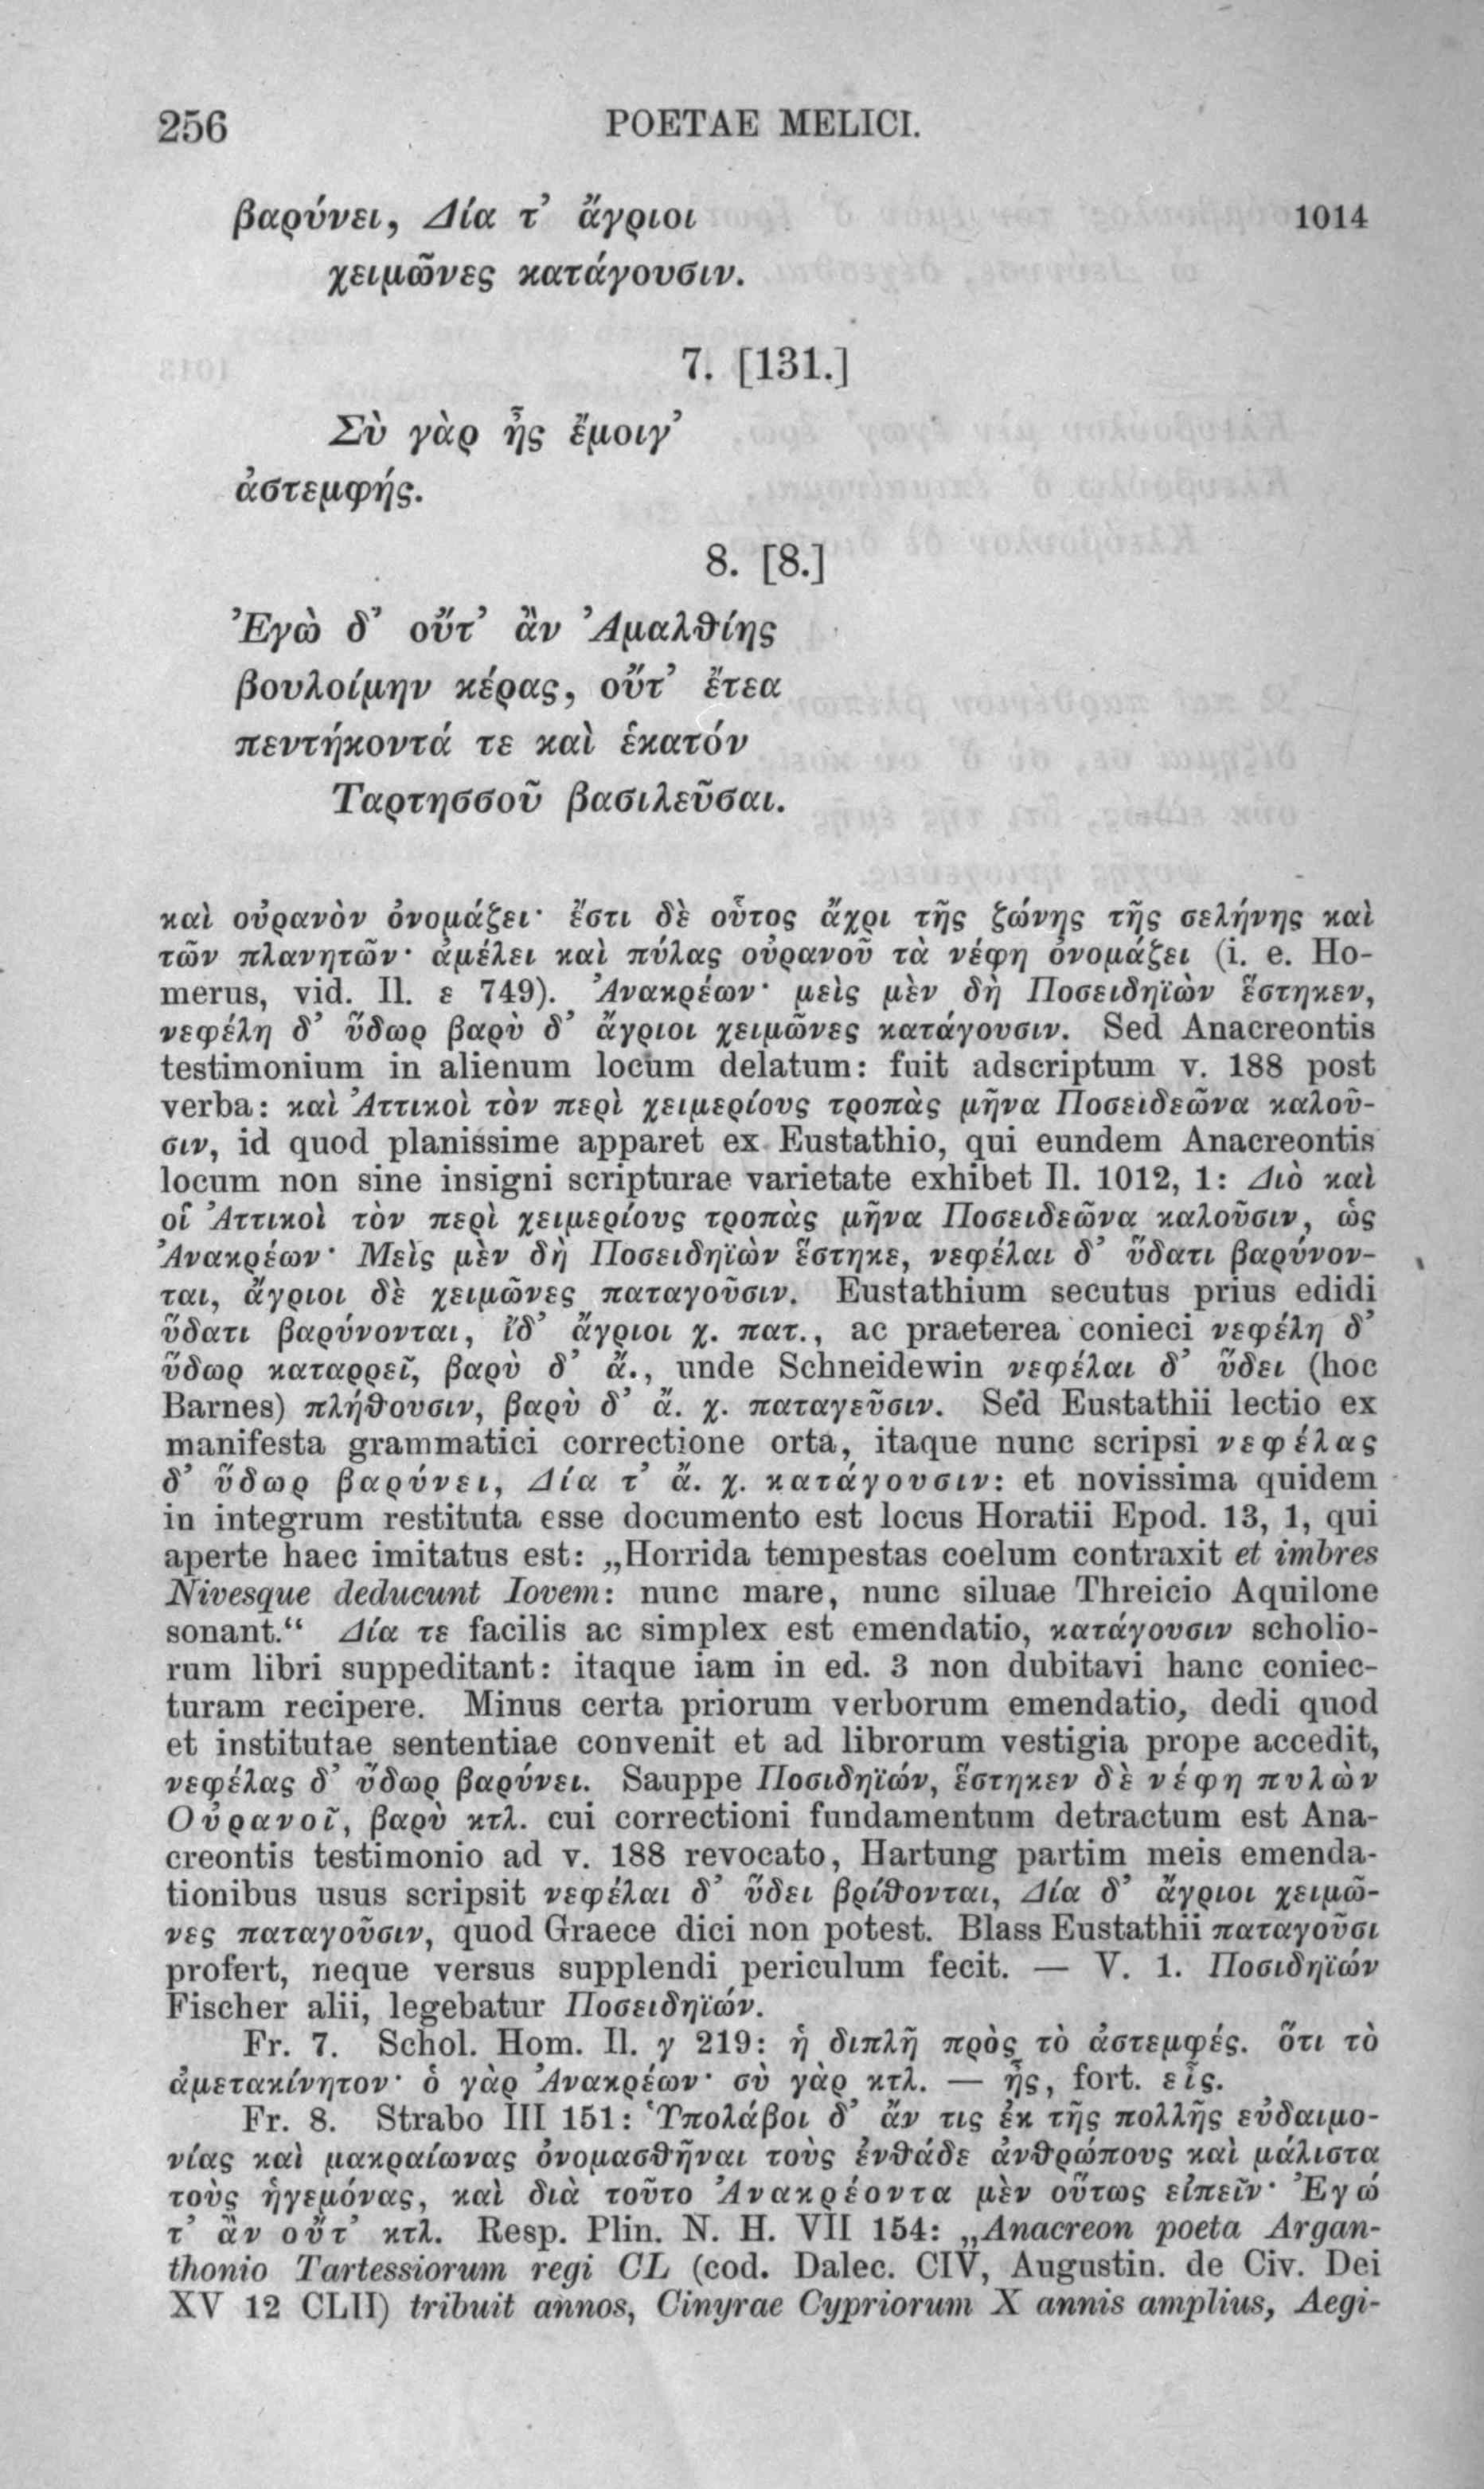 256 POETAE MELICI.
βαρύνει, Δία τ’ ἄγριοι 1014
χειμῶνες κατάγουσιν.
7. [131.]
Σὺ γὰρ ἦς ἔμοιγ’
ἀστεμφής.
8. [8.]
Ἐγὼ δ’ οὔτ’ ἂν Ἀμαλθίης
βουλοίμην κέρας, οὔτ’ ἔτεα
πεντήκοντά τε καὶ ἑκατόν
Ταρτησσοῦ βασιλεῦσαι.
καὶ οὐρανὸν ὀνομάζει· ἔστι δὲ οὗτος ἄχρι τῆς ζώνης τῆς σελήνης καὶ
τῶν πλανητῶν· ἀμέλει καὶ πύλας οὐρανοῦ τὰ νέφη ὀνομάζει (i. e. Ho-
merus, vid. Il. ε 749). Ἀνακρέων· μεὶς μὲν δὴ Ποσειδηϊὼν ἕστηκεν,
νεφέλη δ’ ὕδωρ βαρὺ δ’ ἄγριοι χειμῶνες κατάγουσιν. Sed Anacreontis
testimonium in alienum locum delatum: fuit adscriptum v. 188 post
verba: καὶ Ἀττικοὶ τὸν περὶ χειμερίους τροπὰς μῆνα Ποσειδεῶνα καλοῦ-
σιν, id quod planissime apparet ex Eustathio, qui eundem Anacreontis
locum non sine insigni scripturae varietate exhibet Il. 1012, 1: Διὸ καὶ
οἱ Ἀττικοὶ τὸν περὶ χειμερίους τροπὰς μῆνα Ποσειδεῶνα καλοῦσιν, ὡς
Ἀνακρέων· Μεὶς μὲν δὴ Ποσειδηϊὼν ἕστηκε, νεφέλαι δ’ ὕδατι βαρύνον-
ται, ἄγριοι δὲ χειμῶνες παταγοῦσιν. Eustathium secutus prius edidi
ὕδατι βαρύνονται, ἰδ’ ἄγριοι χ. πατ., ac praeterea conieci νεφέλη δ’
ὕδωρ καταρρεῖ, βαρὺ δ’ ἄ., unde Schneidewin νεφέλαι δ’ ὕδει (hoc
Barnes) πλήθουσιν, βαρὺ δ’ ἄ. χ. παταγεῦσιν. Sed Eustathii lectio ex
manifesta grammatici correctione orta, itaque nunc scripsi νεφέλας
δ’ ὕδωρ βαρύνει, Δία τ’ ἄ. χ. κατάγουσιν: et novissima quidem
in integrum restituta esse documento est locus Horatii Epod. 13, 1, qui
aperte haec imitatus est: „Horrida tempestas coelum contraxit et imbres
Nivesque deducunt Iovem: nunc mare, nunc siluae Threicio Aquilone
sonant.“ Δία τε facilis ac simplex est emendatio, κατάγουσιν scholio-
rum libri suppeditant: itaque iam in ed. 3 non dubitavi hanc coniec-
turam recipere. Minus certa priorum verborum emendatio, dedi quod
et institutae sententiae convenit et ad librorum vestigia prope accedit,
νεφέλας δ’ ὕδωρ βαρύνει. Sauppe Ποσιδηϊών, ἕστηκεν δὲ νέφη πυλὼν
Οὐρανοῖ, βαρὺ κτλ. cui correctioni fundamentum detractum est Ana-
creontis testimonio ad v. 188 revocato, Hartung partim meis emenda-
tionibus usus scripsit νεφέλαι δ’ ὕδει βρίθονται, Δία δ’ ἄγριοι χειμῶ-
νες παταγοῦσιν, quod Graece dici non potest. Blass Eustathii παταγοῦσι
profert, neque versus supplendi periculum fecit. — V. 1. Ποσιδηϊών
Fischer alii, legebatur Ποσειδηϊών.
Fr. 7. Schol. Hom. Il. γ 219: ἡ διπλῆ πρὸς τὸ ἀστεμφές. ὅτι τὸ
ἀμετακίνητον· ὁ γὰρ Ἀνακρέων· σὺ γὰρ κτλ. — ἦς, fort. εἶς.
Fr. 8. Strabo III 151: Ὑπολάβοι δ’ ἄν τις ἐκ τῆς πολλῆς εὐδαιμο-
νίας καὶ μακραίωνας ὀνομασθῆναι τοὺς ἐνθάδε ἀνθρώπους καὶ μάλιστα
τοὺς ἡγεμόνας, καὶ διὰ τοῦτο Ἀνακρέοντα μὲν οὕτως εἰπεῖν· Ἐγώ
τ’ ἂν οὔτ’ κτλ. Resp. Plin. N. H. VII 154: „Anacreon poeta Argan-
thonio Tartessiorum regi CL (cod. Dalec. CIV, Augustin. de Civ. Dei
XV 12 CLII) tribuit annos, Cinyrae Cypriorum X annis amplius, Aegi-